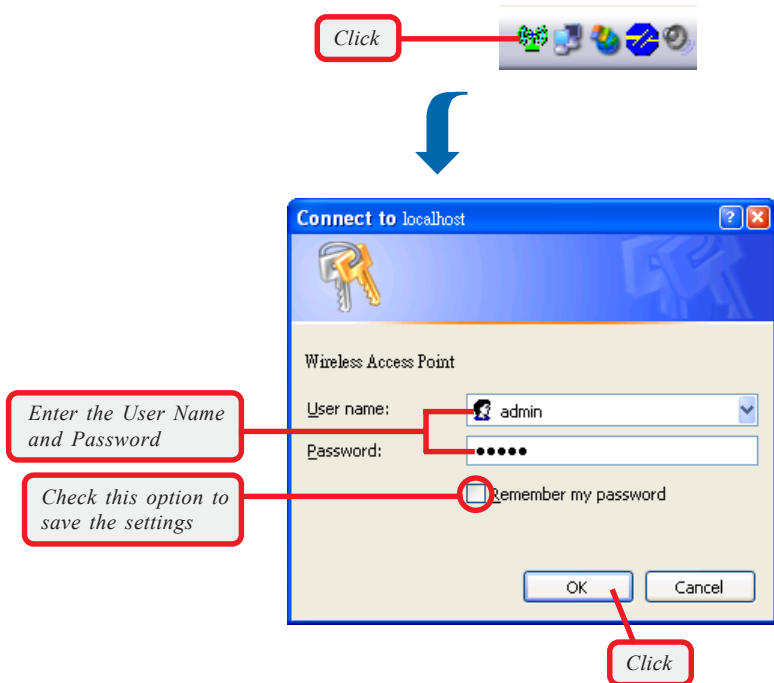 Click
Connect to localhost
Wireless Access Point
Enter the User Name
and Password
User name:
admin
Password:
•••••
Check this option to
save the settings
Remember my password
OK
Cancel
Click